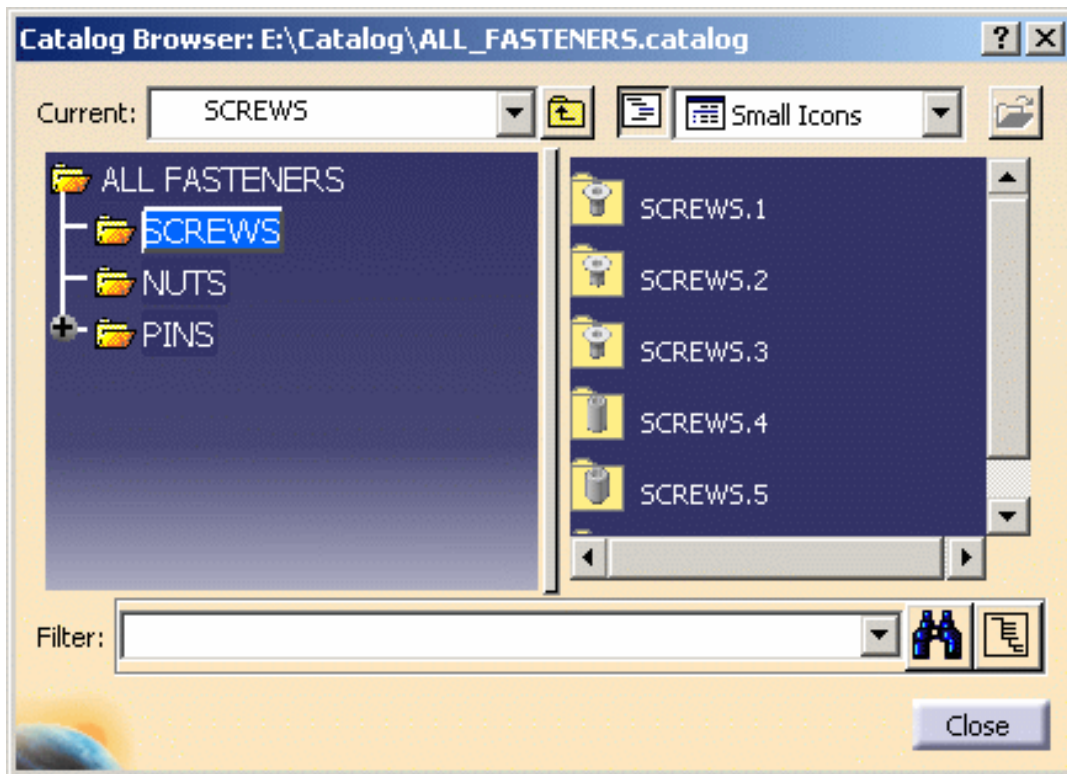 Catalog Browser: E:\Catalog\ALL_FASTENERS.catalog
Current: SCREWS Small Icons
ALL FASTENERS
SCREWS
NUTS
PINS
SCREWS.1
SCREWS.2
SCREWS.3
SCREWS.4
SCREWS.5
Filter:
Close